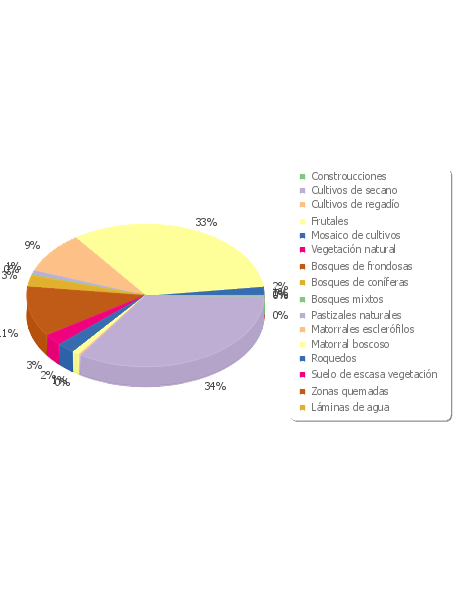 33%
9%
3%
11%
3%
2%
34%
0%
2%
0%
Construcciones
Cultivos de secano
Cultivos de regadío
Frutales
Mosaico de cultivos
Vegetación natural
Bosques de frondosas
Bosques de coníferas
Bosques mixtos
Pastizales naturales
Matorrales esclerófilos
Matorral boscoso
Roquedos
Suelo de escasa vegetación
Zonas quemadas
Láminas de agua